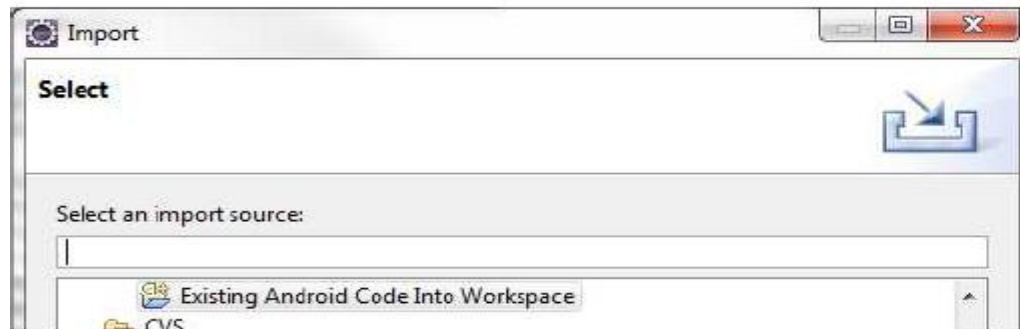 Import
Select
Select an import source:
Existing Android Code Into Workspace
CVS